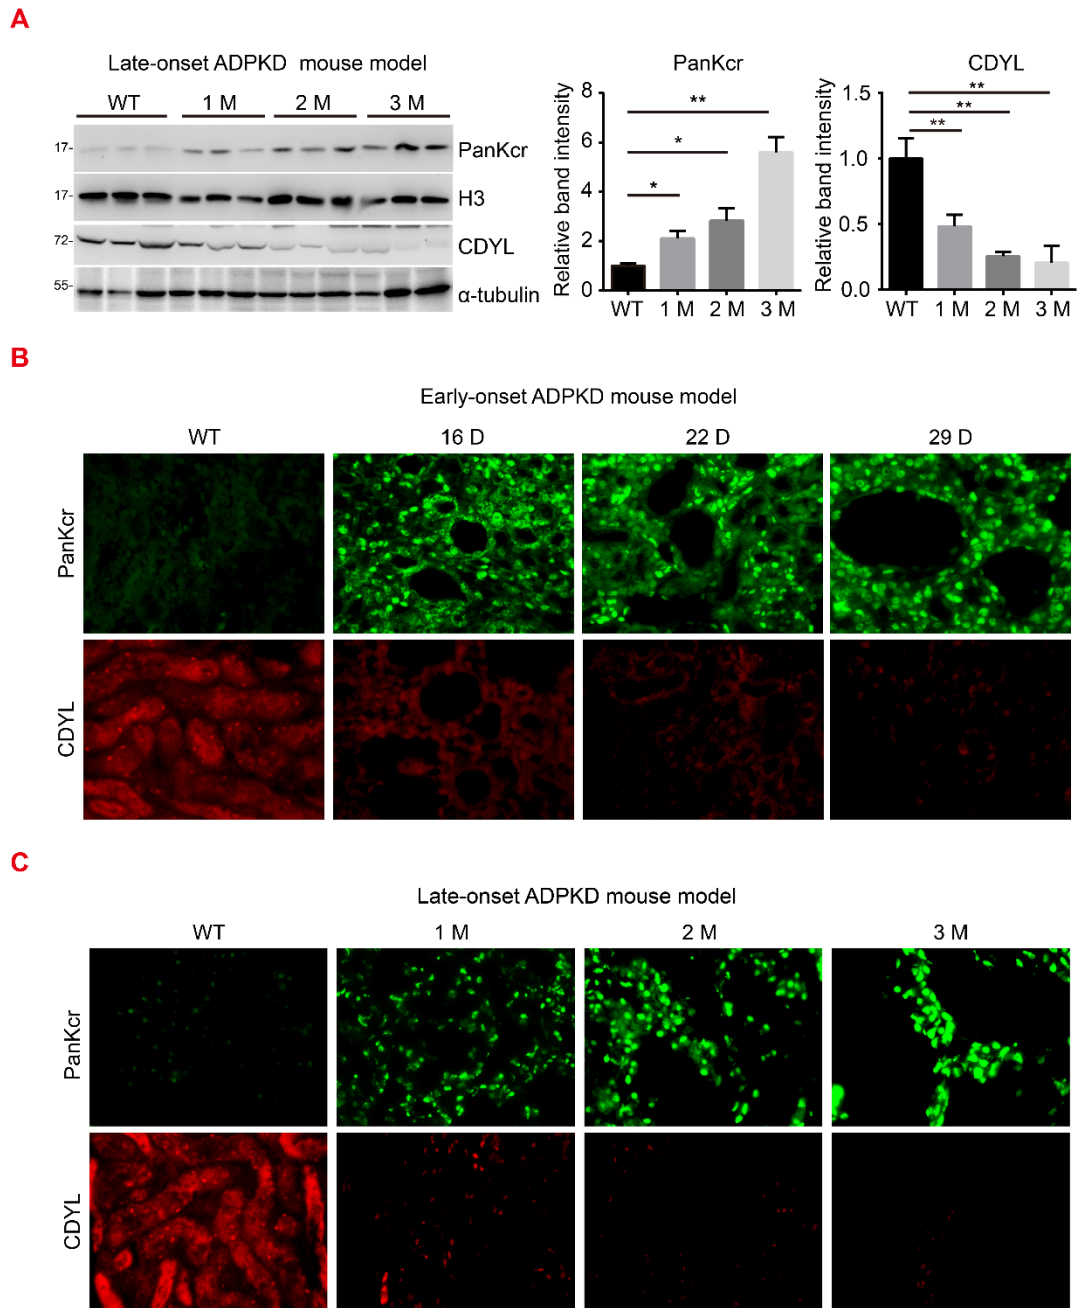 A
Late-onset ADPKD mouse model
WT 1 M 2 M 3 M
17- PanKcr
17- H3
72- CDYL
55- α-tubulin
PanKcr
Relative band intensity
8
6
4
2
0
**
*
*
WT 1 M 2 M 3 M
CDYL
Relative band intensity
1.5
1.0
0.5
0.0
**
**
**
WT 1 M 2 M 3 M
B
Early-onset ADPKD mouse model
WT 16 D 22 D 29 D
PanKcr
CDYL
C
Late-onset ADPKD mouse model
WT 1 M 2 M 3 M
PanKcr
CDYL